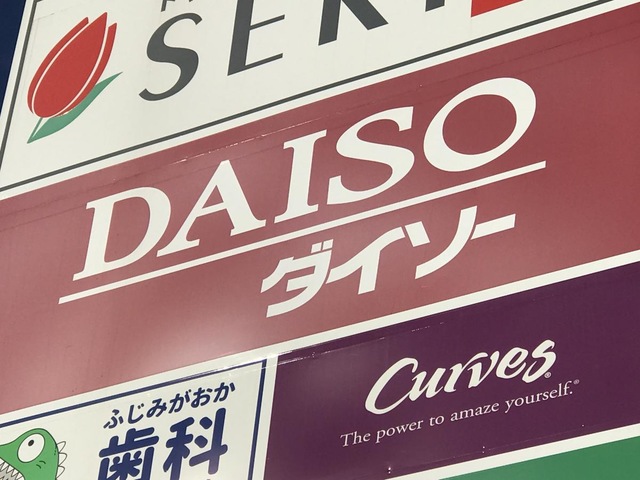 SER
DAISO
ダイソー
Curves
The power to amaze yourself.®
ふじみがおか
歯科